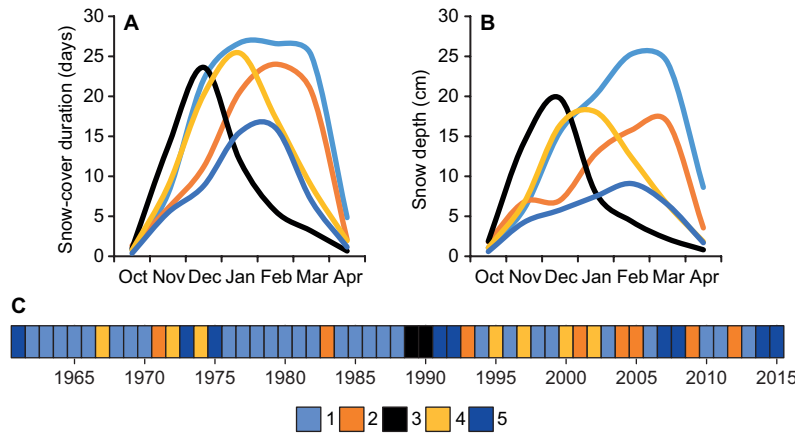 A
Snow-cover duration (days)
30
25
20
15
10
5
0
Oct Nov Dec Jan Feb Mar Apr
B
Snow depth (cm)
30
25
20
15
10
5
0
Oct Nov Dec Jan Feb Mar Apr
C
1965 1970 1975 1980 1985 1990 1995 2000 2005 2010 2015
1 2 3 4 5